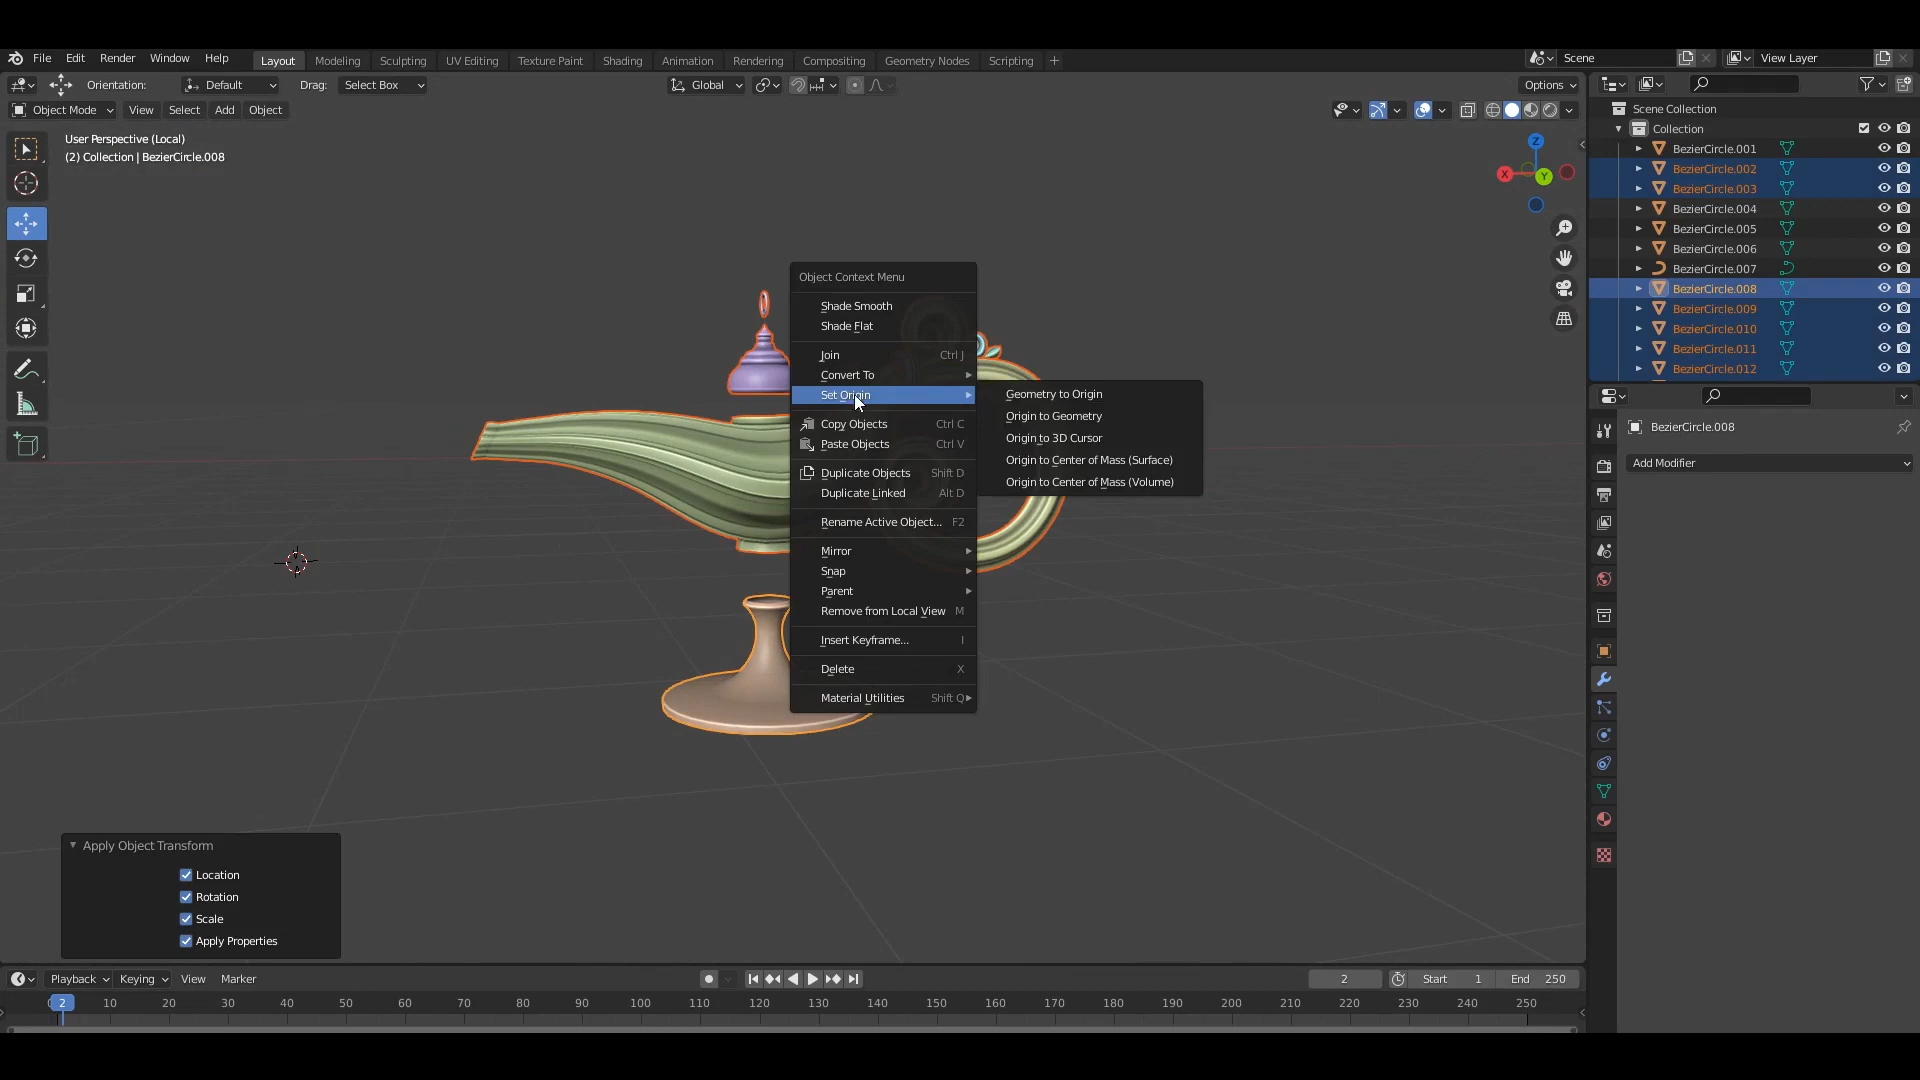 File Edit Render Window Help Layout Modeling Sculpting UV Editing Texture Paint Shading Animation Rendering Compositing Geometry Nodes Scripting + Scene View Layer
Orientation: Default Drag: Select Box Global Options
Object Mode View Select Add Object
User Perspective (Local)
(2) Collection | BezierCircle.008
Z
X
Y
Object Context Menu
Shade Smooth
Shade Flat
Join Ctrl J
Convert To
Set Origin
Copy Objects Ctrl C
Paste Objects Ctrl V
Duplicate Objects Shift D
Duplicate Linked Alt D
Rename Active Object... F2
Mirror
Snap
Parent
Remove from Local View M
Insert Keyframe... I
Delete X
Material Utilities Shift Q
Geometry to Origin
Origin to Geometry
Origin to 3D Cursor
Origin to Center of Mass (Surface)
Origin to Center of Mass (Volume)
Scene Collection
Collection
BezierCircle.001
BezierCircle.002
BezierCircle.003
BezierCircle.004
BezierCircle.005
BezierCircle.006
BezierCircle.007
BezierCircle.008
BezierCircle.009
BezierCircle.010
BezierCircle.011
BezierCircle.012
BezierCircle.008
Add Modifier
Apply Object Transform
Location
Rotation
Scale
Apply Properties
Playback Keying View Marker 2 Start 1 End 250
2 10 20 30 40 50 60 70 80 90 100 110 120 130 140 150 160 170 180 190 200 210 220 230 240 250